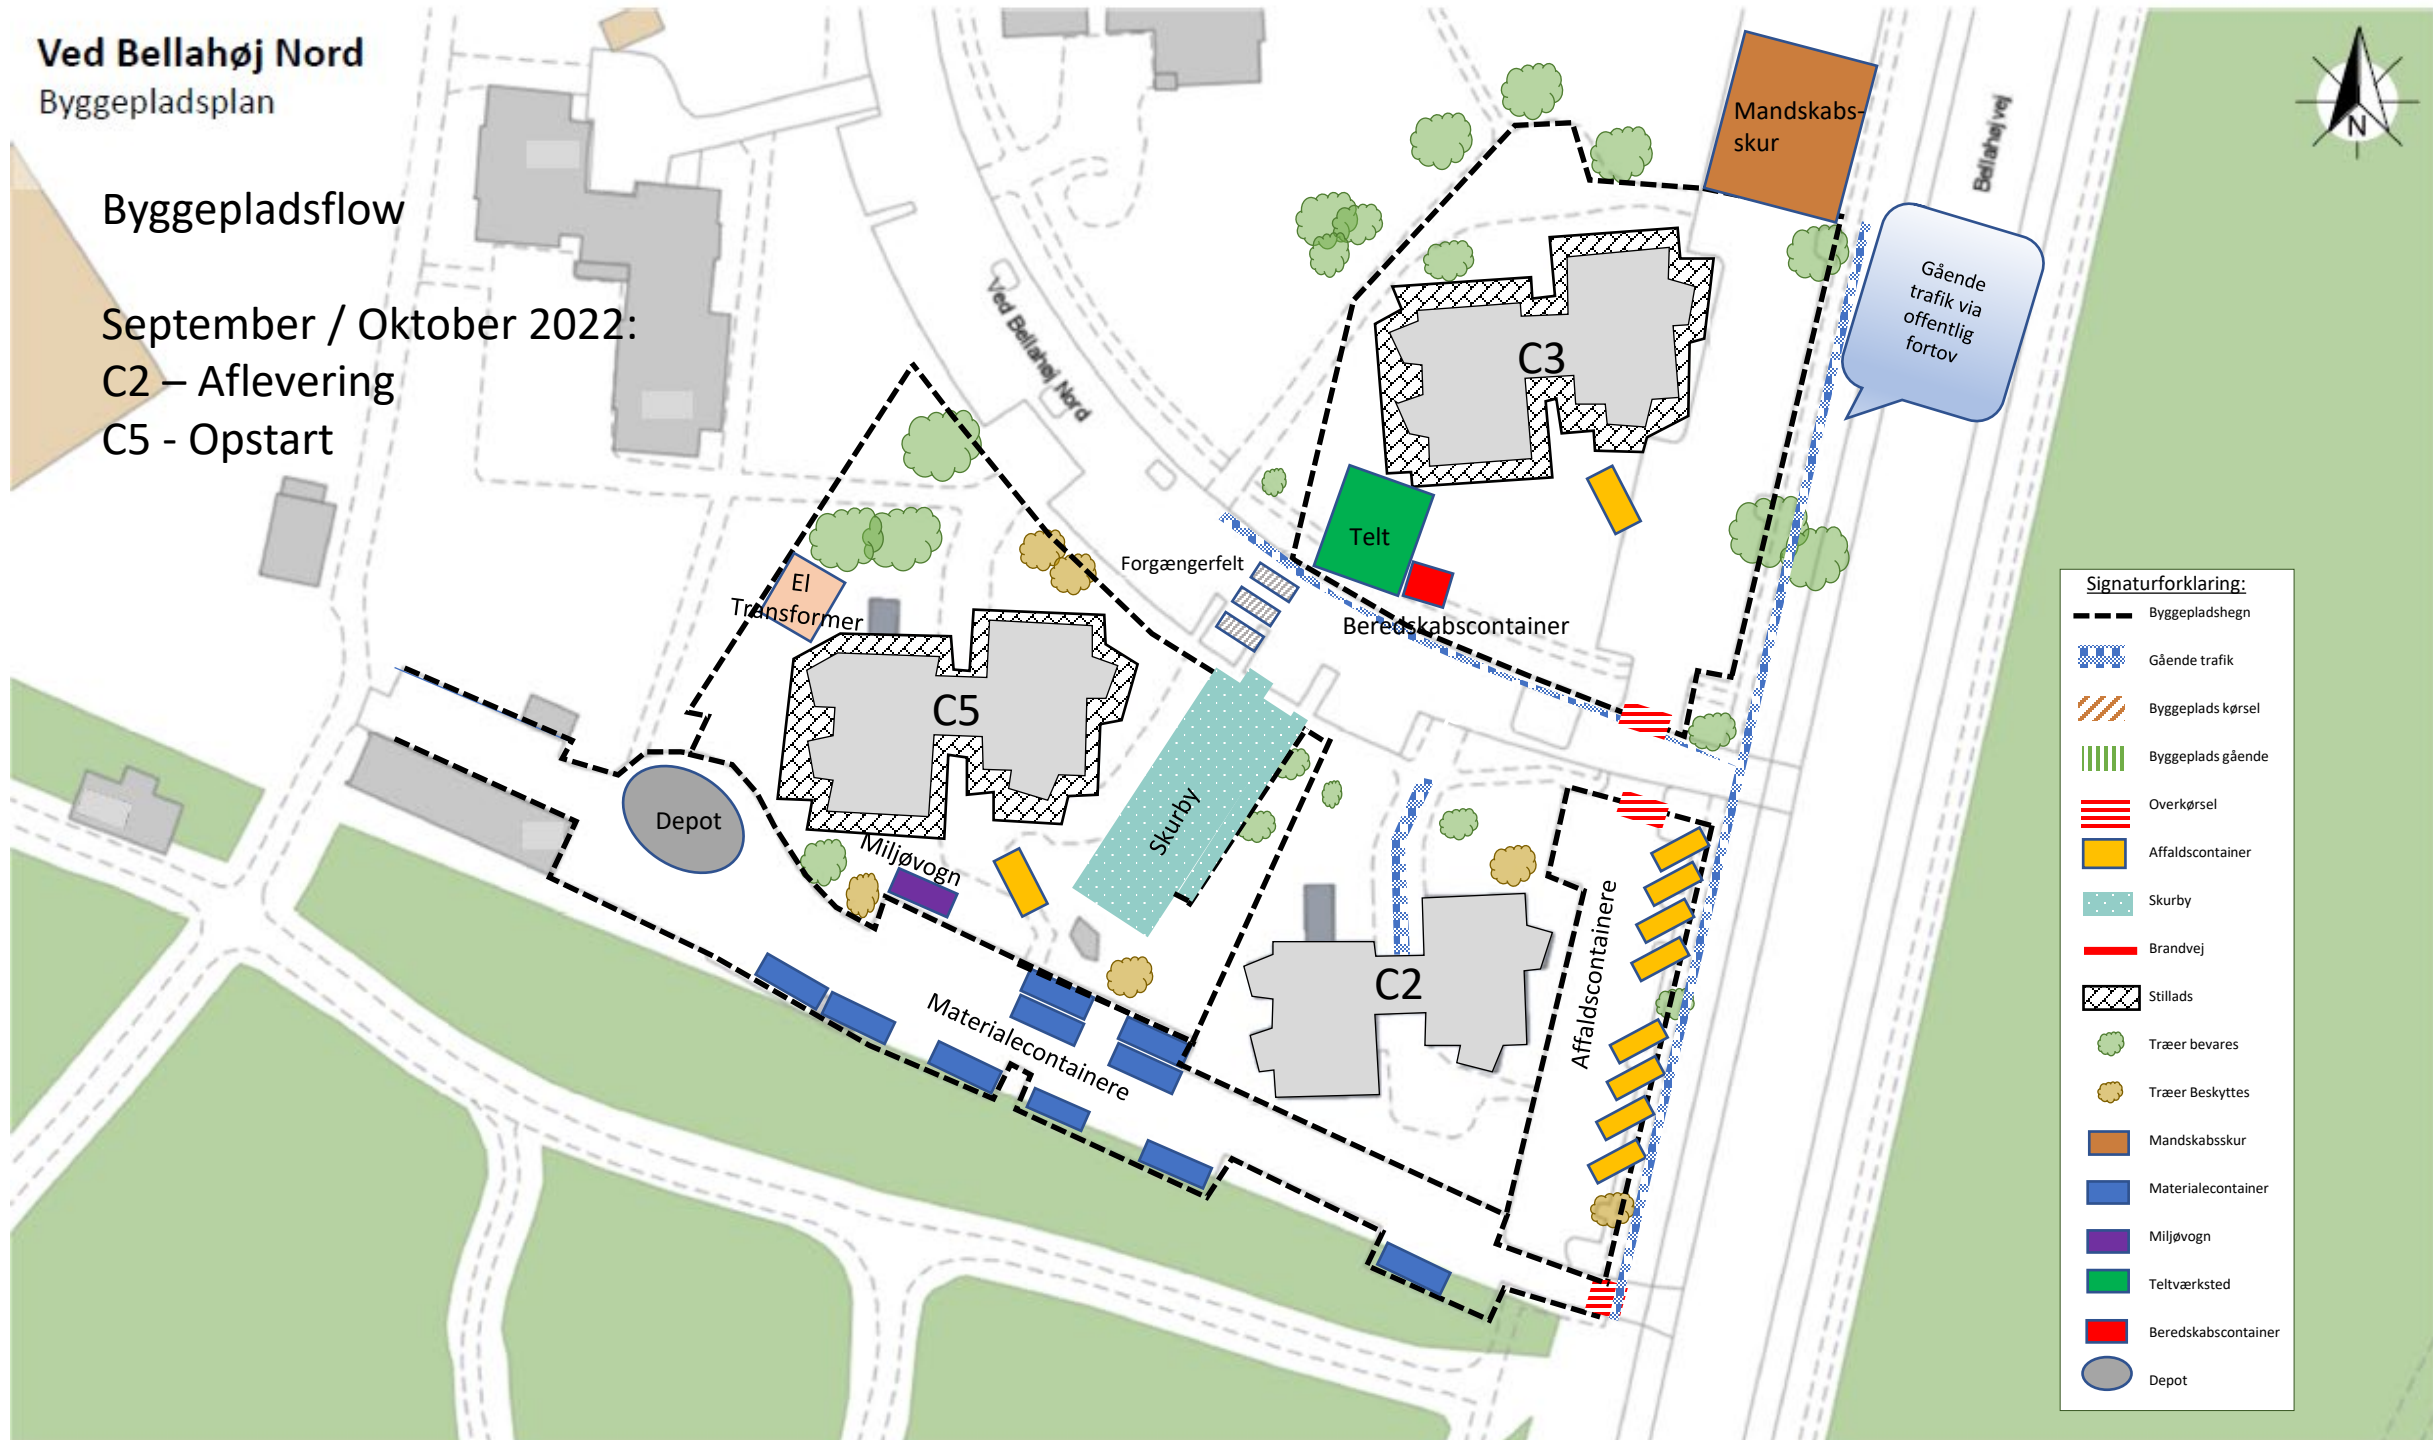 Ved Bellahøj Nord
Byggepladsplan
Byggepladsflow
September / Oktober 2022:
C2 – Aflevering
C5 - Opstart
Mandskabs-
skur
Bellahøjvej
N
Gående
trafik via
offentlig
fortov
Ved Bellahøj Nord
C3
Telt
Forgængerfelt
Beredskabscontainer
El
Transformer
C5
Skurby
Depot
Miljøvogn
C2
Affaldscontainere
Materialecontainere
Signaturforklaring:
Byggepladshegn
Gående trafik
Byggeplads kørsel
Byggeplads gående
Overkørsel
Affaldscontainer
Skurby
Brandvej
Stillads
Træer bevares
Træer Beskyttes
Mandskabsskur
Materialecontainer
Miljøvogn
Teltværksted
Beredskabscontainer
Depot